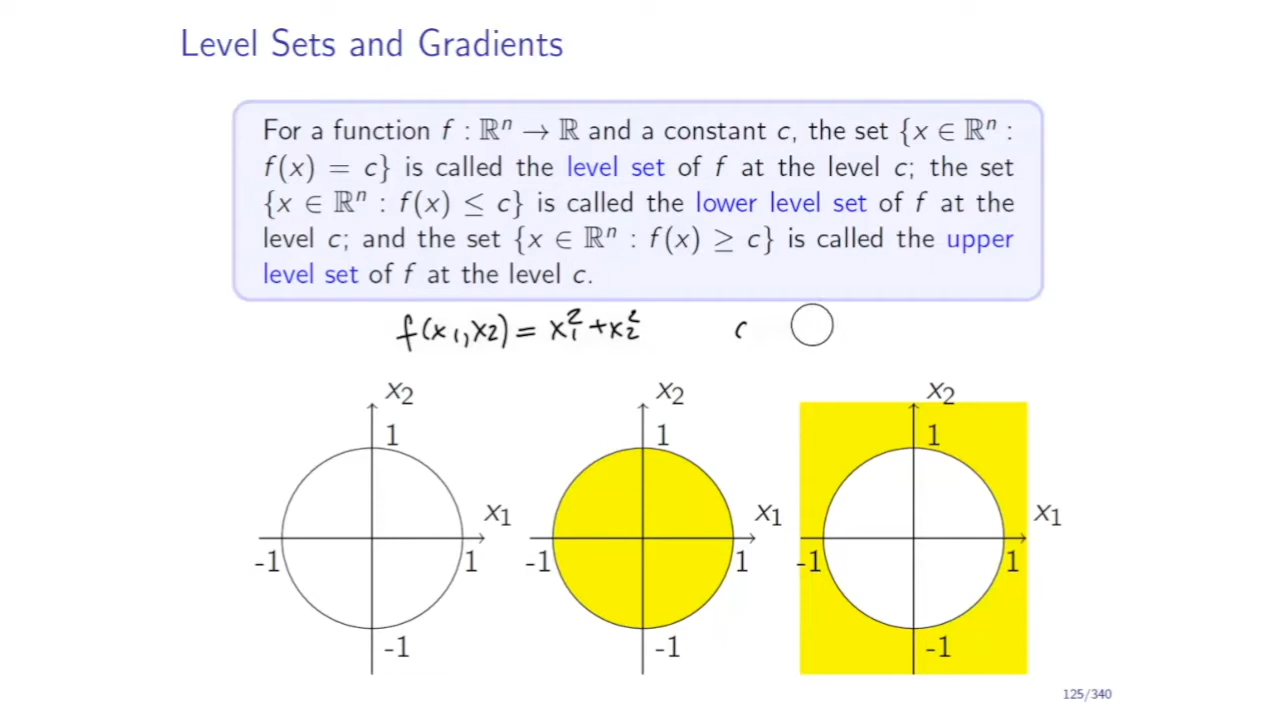 Level Sets and Gradients
For a function f : ℝⁿ → ℝ and a constant c, the set {x ∈ ℝⁿ :
f(x) = c} is called the level set of f at the level c; the set
{x ∈ ℝⁿ : f(x) ≤ c} is called the lower level set of f at the
level c; and the set {x ∈ ℝⁿ : f(x) ≥ c} is called the upper
level set of f at the level c.
f(x₁,x₂) = x₁² + x₂² c
x₂ x₂ x₂
1 1 1
x₁ x₁ x₁
-1 1 -1 1 -1 1
-1 -1 -1
125/340